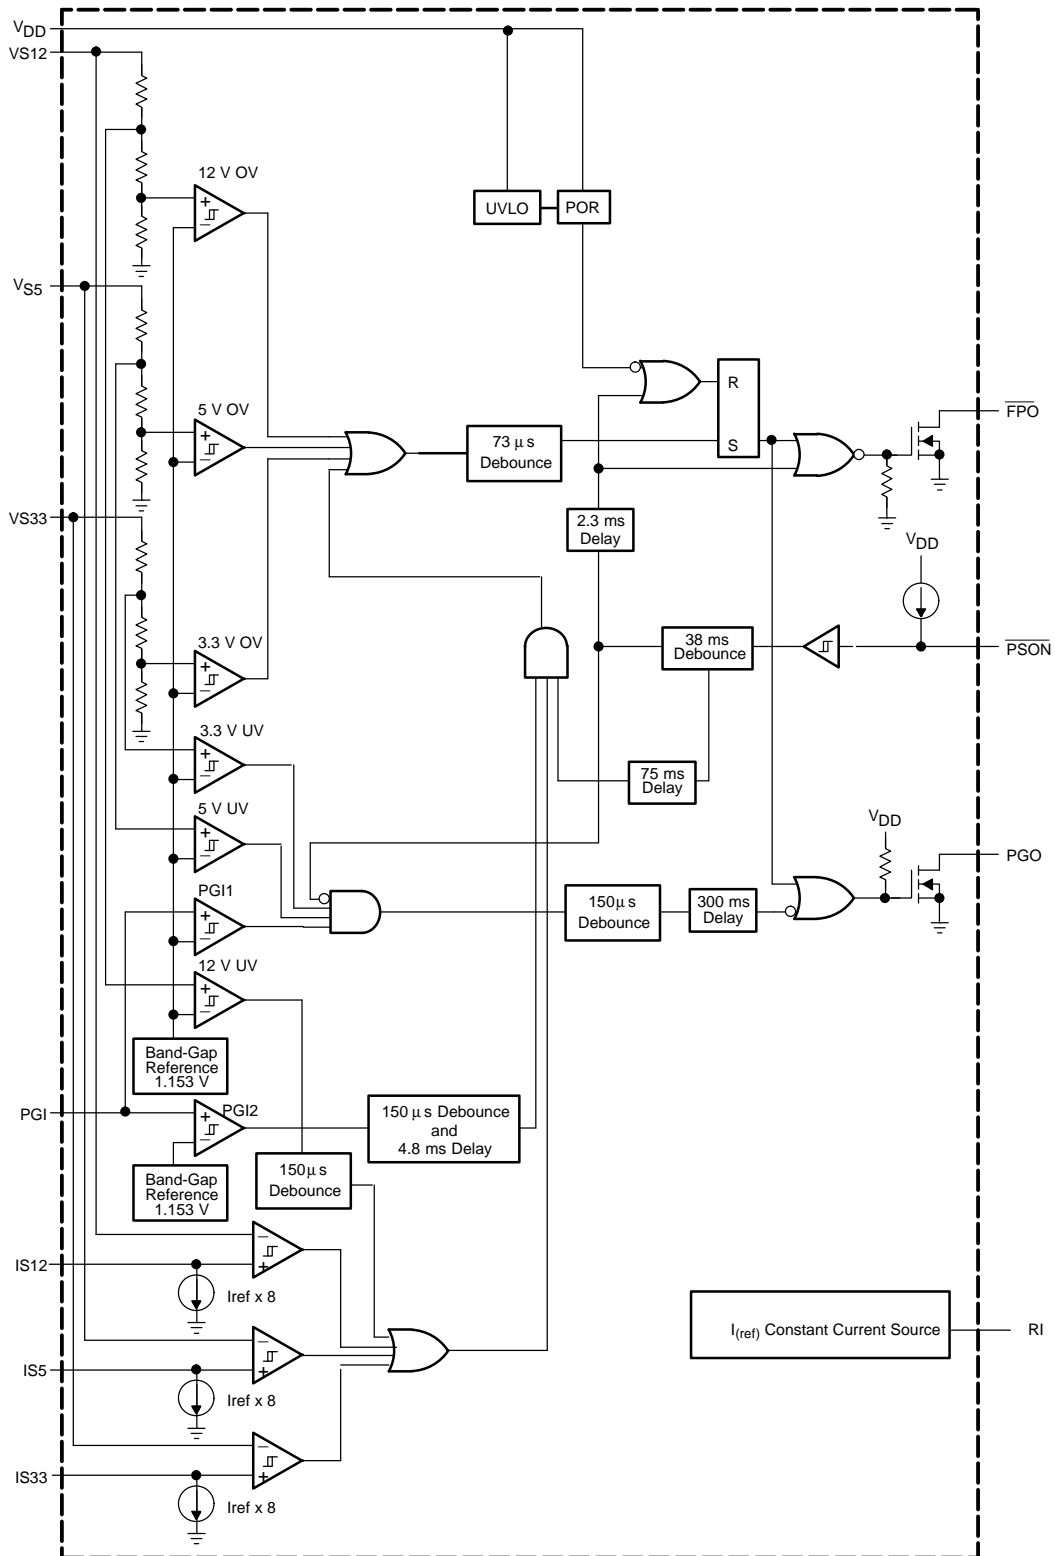 VDD
VS12
12 V OV
UVLO
POR
VS5
5 V OV
R
S
73 μs
Debounce
FPO
VS33
2.3 ms
Delay
VDD
3.3 V OV
38 ms
Debounce
PSON
3.3 V UV
75 ms
Delay
5 V UV
VDD
PGO
PGI1
150μs
Debounce
300 ms
Delay
12 V UV
Band-Gap
Reference
1.153 V
PGI
PGI2
150 μs Debounce
and
4.8 ms Delay
Band-Gap
Reference
1.153 V
150μs
Debounce
IS12
Iref x 8
I(ref) Constant Current Source
RI
IS5
Iref x 8
IS33
Iref x 8